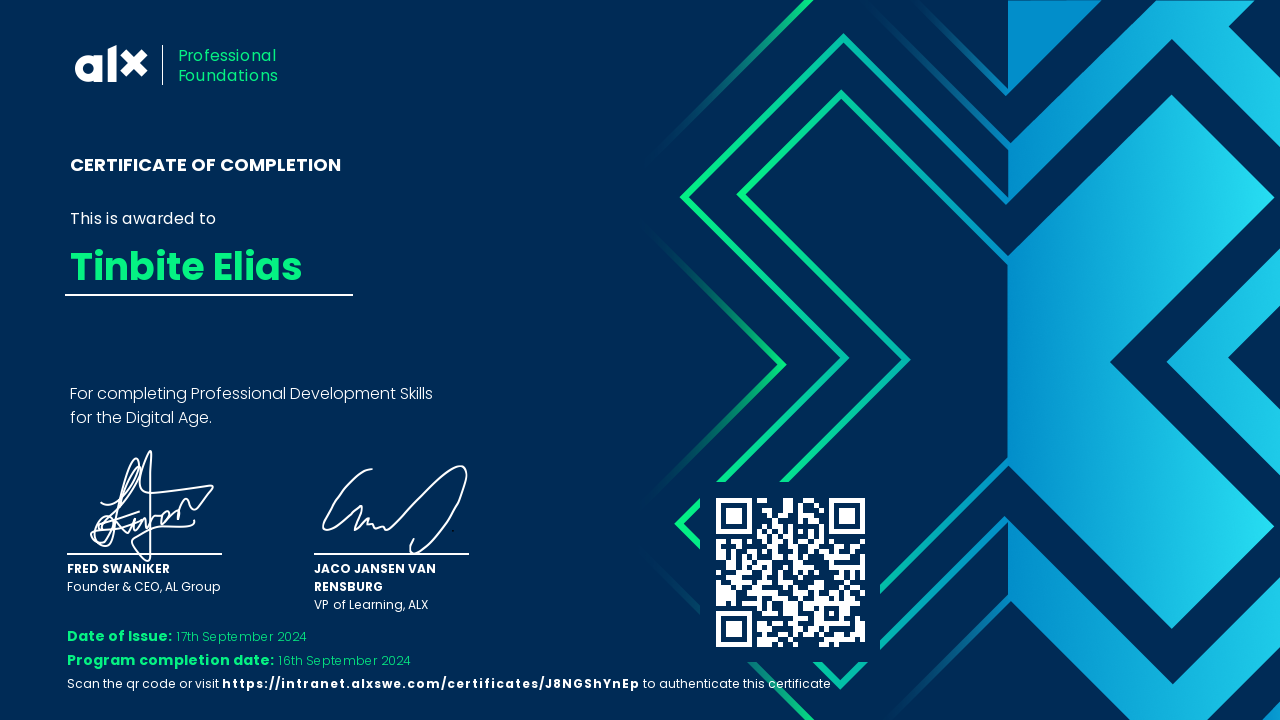 alx
Professional
Foundations
CERTIFICATE OF COMPLETION
This is awarded to
Tinbite Elias
For completing Professional Development Skills
for the Digital Age.
FRED SWANIKER
Founder & CEO, AL Group
JACO JANSEN VAN
RENSBURG
VP of Learning, ALX
Date of Issue: 17th September 2024
Program completion date: 16th September 2024
Scan the qr code or visit https://intranet.alxswe.com/certificates/J8NGShYnEp to authenticate this certificate